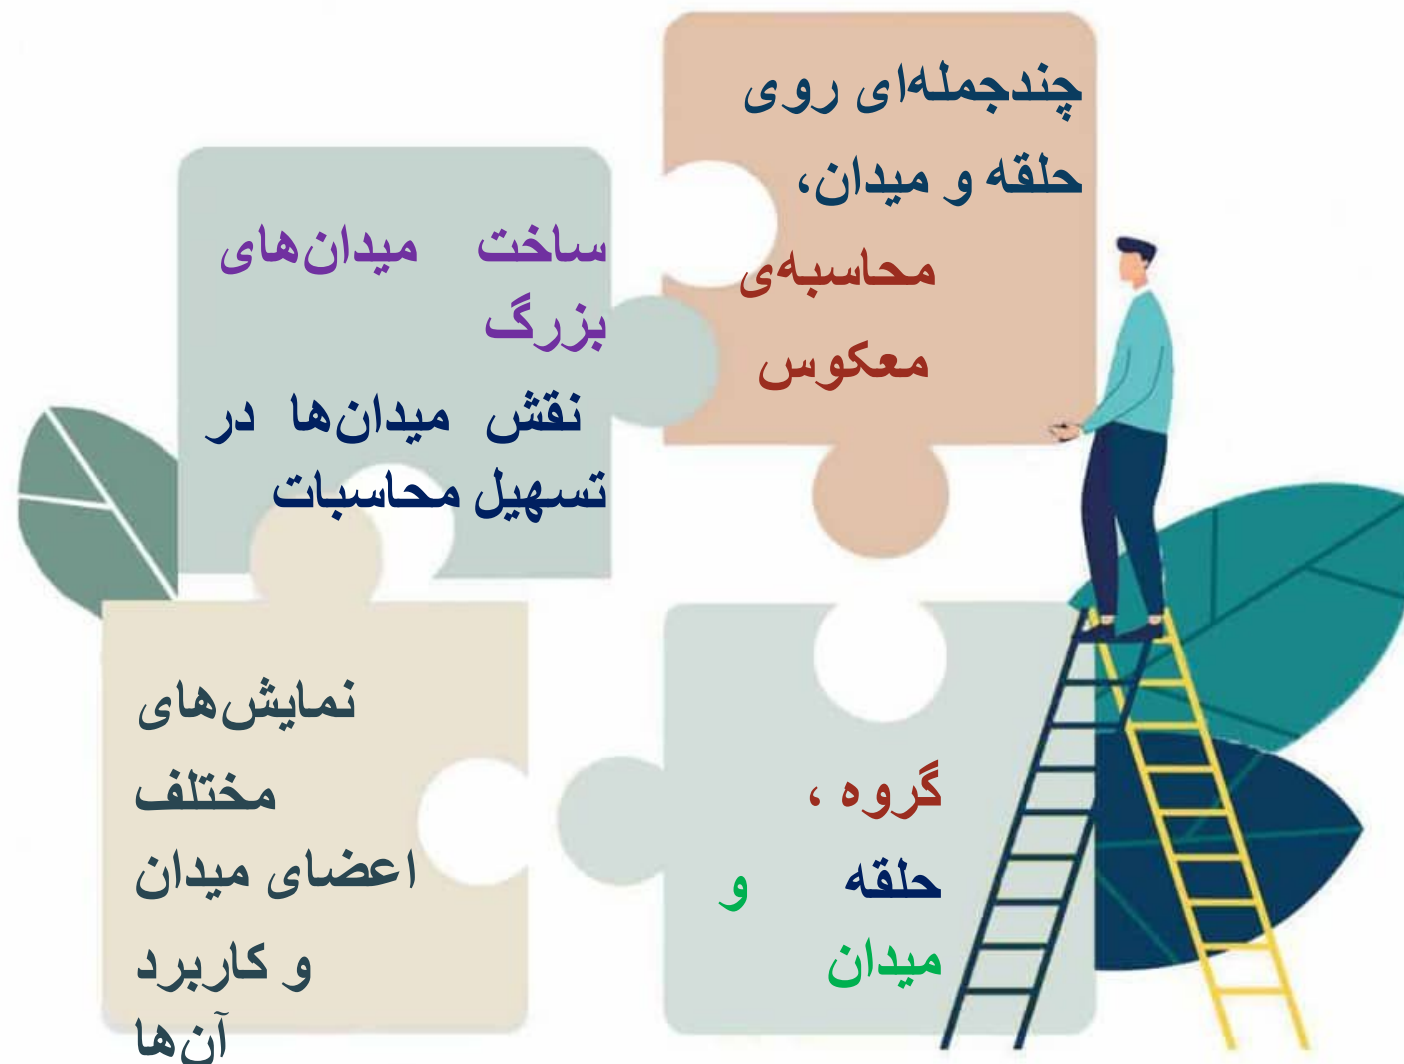 چندجمله‌ای روی
حلقه و میدان،
محاسبه‌ی
معکوس
ساخت میدان‌های
بزرگ
نقش میدان‌ها در
تسهیل محاسبات
گروه ،
حلقه و
میدان
نمایش‌های
مختلف
اعضای میدان
و کاربرد
آن‌ها